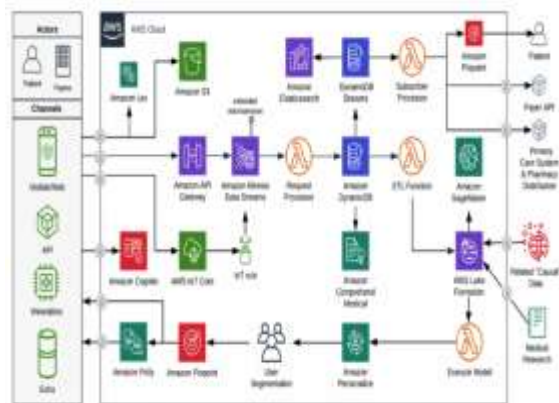 Actors
AWS Cloud
Patient
Payers
Channels
Mobile/Web
API
Wearables
Echo
Amazon Lex
Amazon S3
Amazon
Elasticsearch
DynamoDB
Streams
Subscriber
Processor
Amazon
Pinpoint
Patient
Payer API
Primary
Care System
& Pharmacy
Distribution
Amazon API
Gateway
Amazon Kinesis
Data Streams
Request
Processor
Amazon
DynamoDB
ETL Function
Amazon
SageMaker
Amazon Cognito
AWS IoT Core
IoT rule
Amazon
Comprehend
Medical
AWS Lake
Formation
Related "Causal"
Data
Medical
Research
Amazon Polly
Amazon Pinpoint
User
Segmentation
Amazon
Personalize
Execute Model